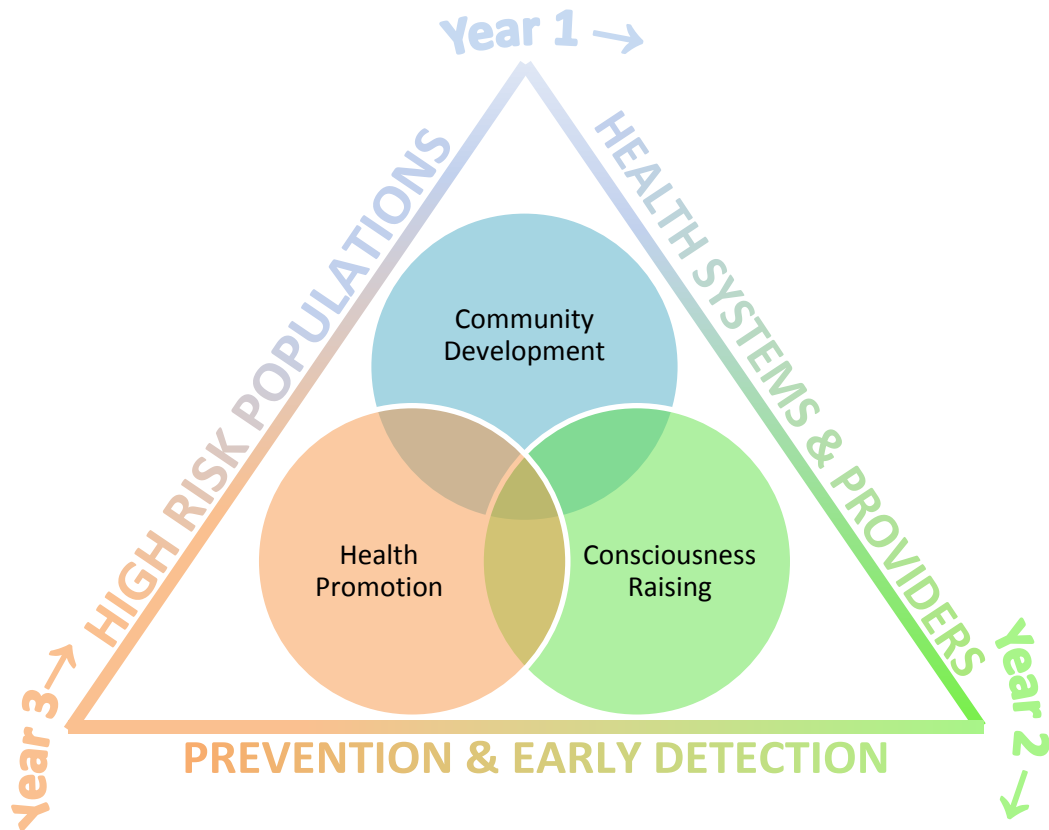 Year 1 →
HIGH RISK POPULATIONS
HEALTH SYSTEMS & PROVIDERS
Community
Development
Health
Promotion
Consciousness
Raising
Year 3 →
Year 2 →
PREVENTION & EARLY DETECTION